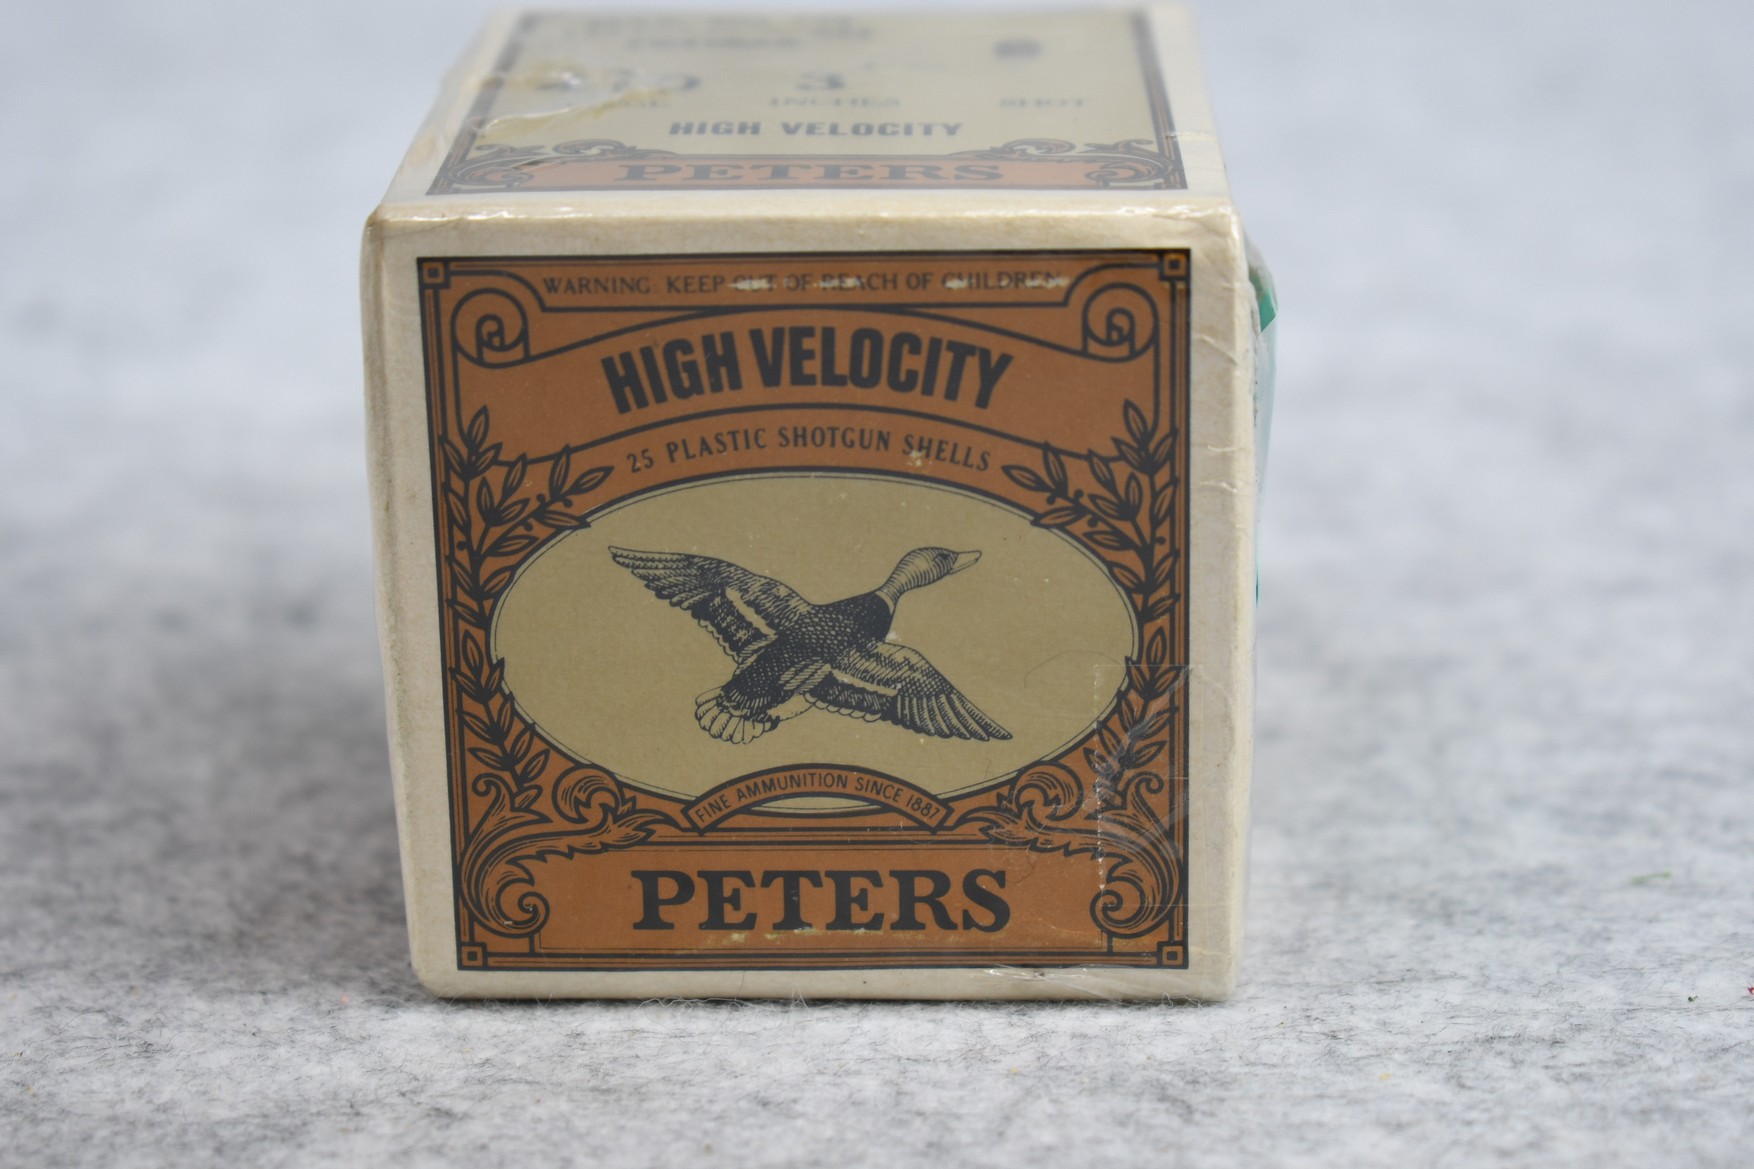 3
INCHES
SHOT
HIGH VELOCITY
PETERS
WARNING: KEEP OUT OF REACH OF CHILDREN
HIGH VELOCITY
25 PLASTIC SHOTGUN SHELLS
FINE AMMUNITION SINCE 1887
PETERS